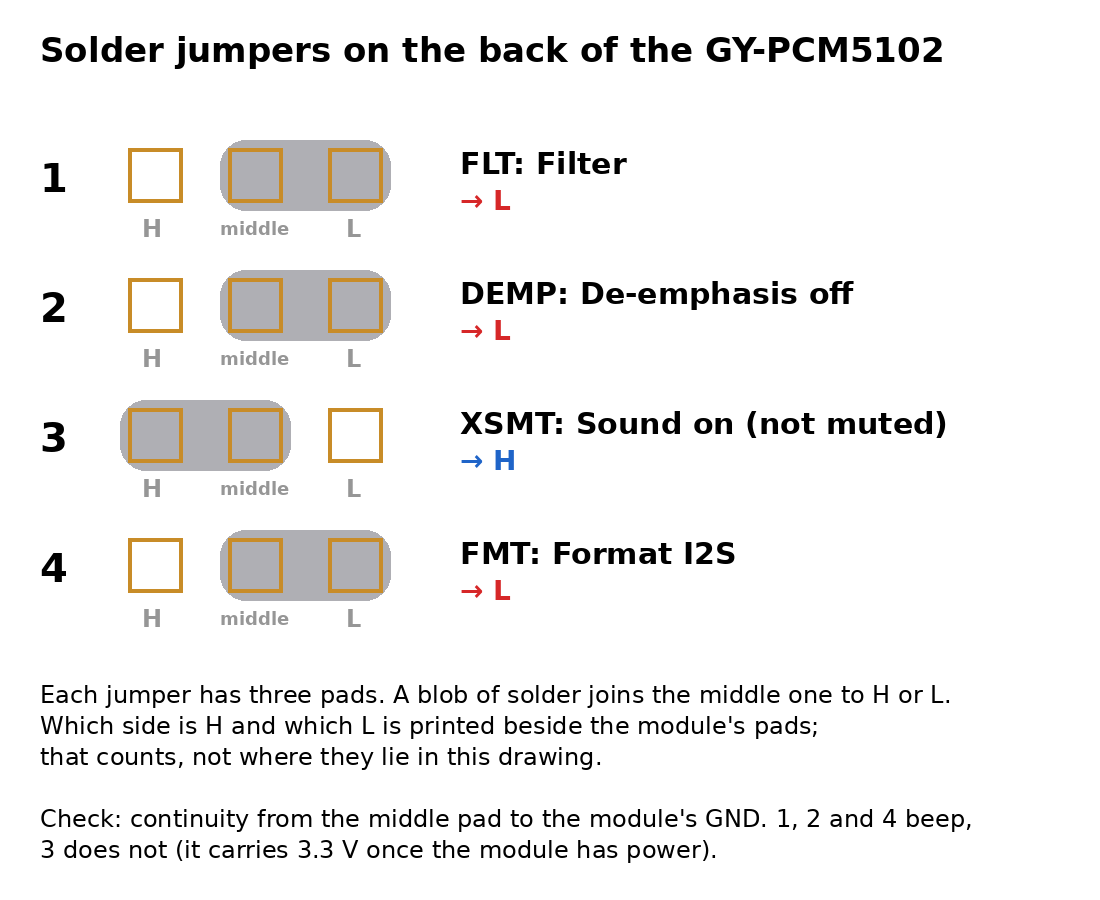 Solder jumpers on the back of the GY-PCM5102
1
H
middle
L
FLT: Filter
→ L
2
H
middle
L
DEMP: De-emphasis off
→ L
3
H
middle
L
XSMT: Sound on (not muted)
→ H
4
H
middle
L
FMT: Format I2S
→ L
Each jumper has three pads. A blob of solder joins the middle one to H or L.
Which side is H and which L is printed beside the module's pads;
that counts, not where they lie in this drawing.
Check: continuity from the middle pad to the module's GND. 1, 2 and 4 beep,
3 does not (it carries 3.3 V once the module has power).